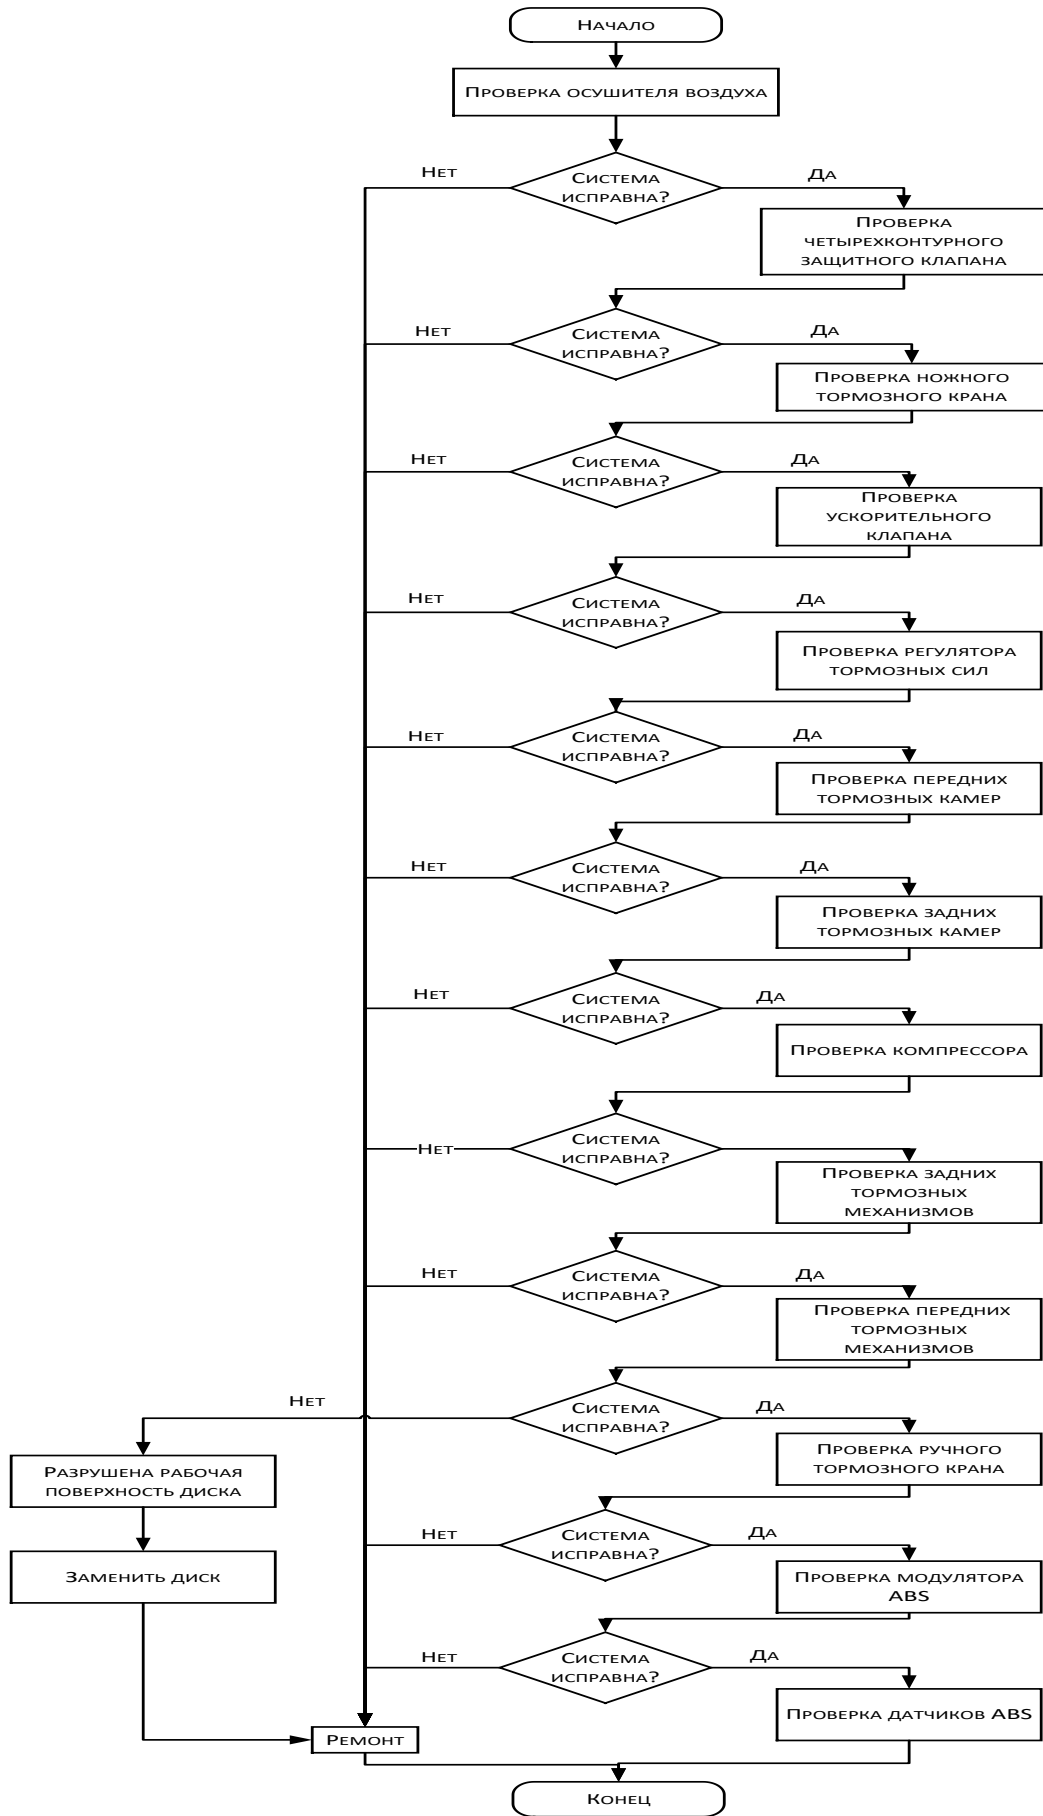 Начало
Проверка осушителя воздуха
Нет
Система
исправна?
Да
Проверка
четырехконтурного
защитного клапана
Нет
Система
исправна?
Да
Проверка ножного
тормозного крана
Нет
Система
исправна?
Да
Проверка
ускорительного
клапана
Нет
Система
исправна?
Да
Проверка регулятора
тормозных сил
Нет
Система
исправна?
Да
Проверка передних
тормозных камер
Нет
Система
исправна?
Да
Проверка задних
тормозных камер
Нет
Система
исправна?
Да
Проверка компрессора
Нет
Система
исправна?
Проверка задних
тормозных
механизмов
Нет
Система
исправна?
Да
Проверка передних
тормозных
механизмов
Нет
Система
исправна?
Да
Разрушена рабочая
поверхность диска
Проверка ручного
тормозного крана
Нет
Система
исправна?
Да
Заменить диск
Проверка модулятора
ABS
Нет
Система
исправна?
Да
Проверка датчиков ABS
Ремонт
Конец